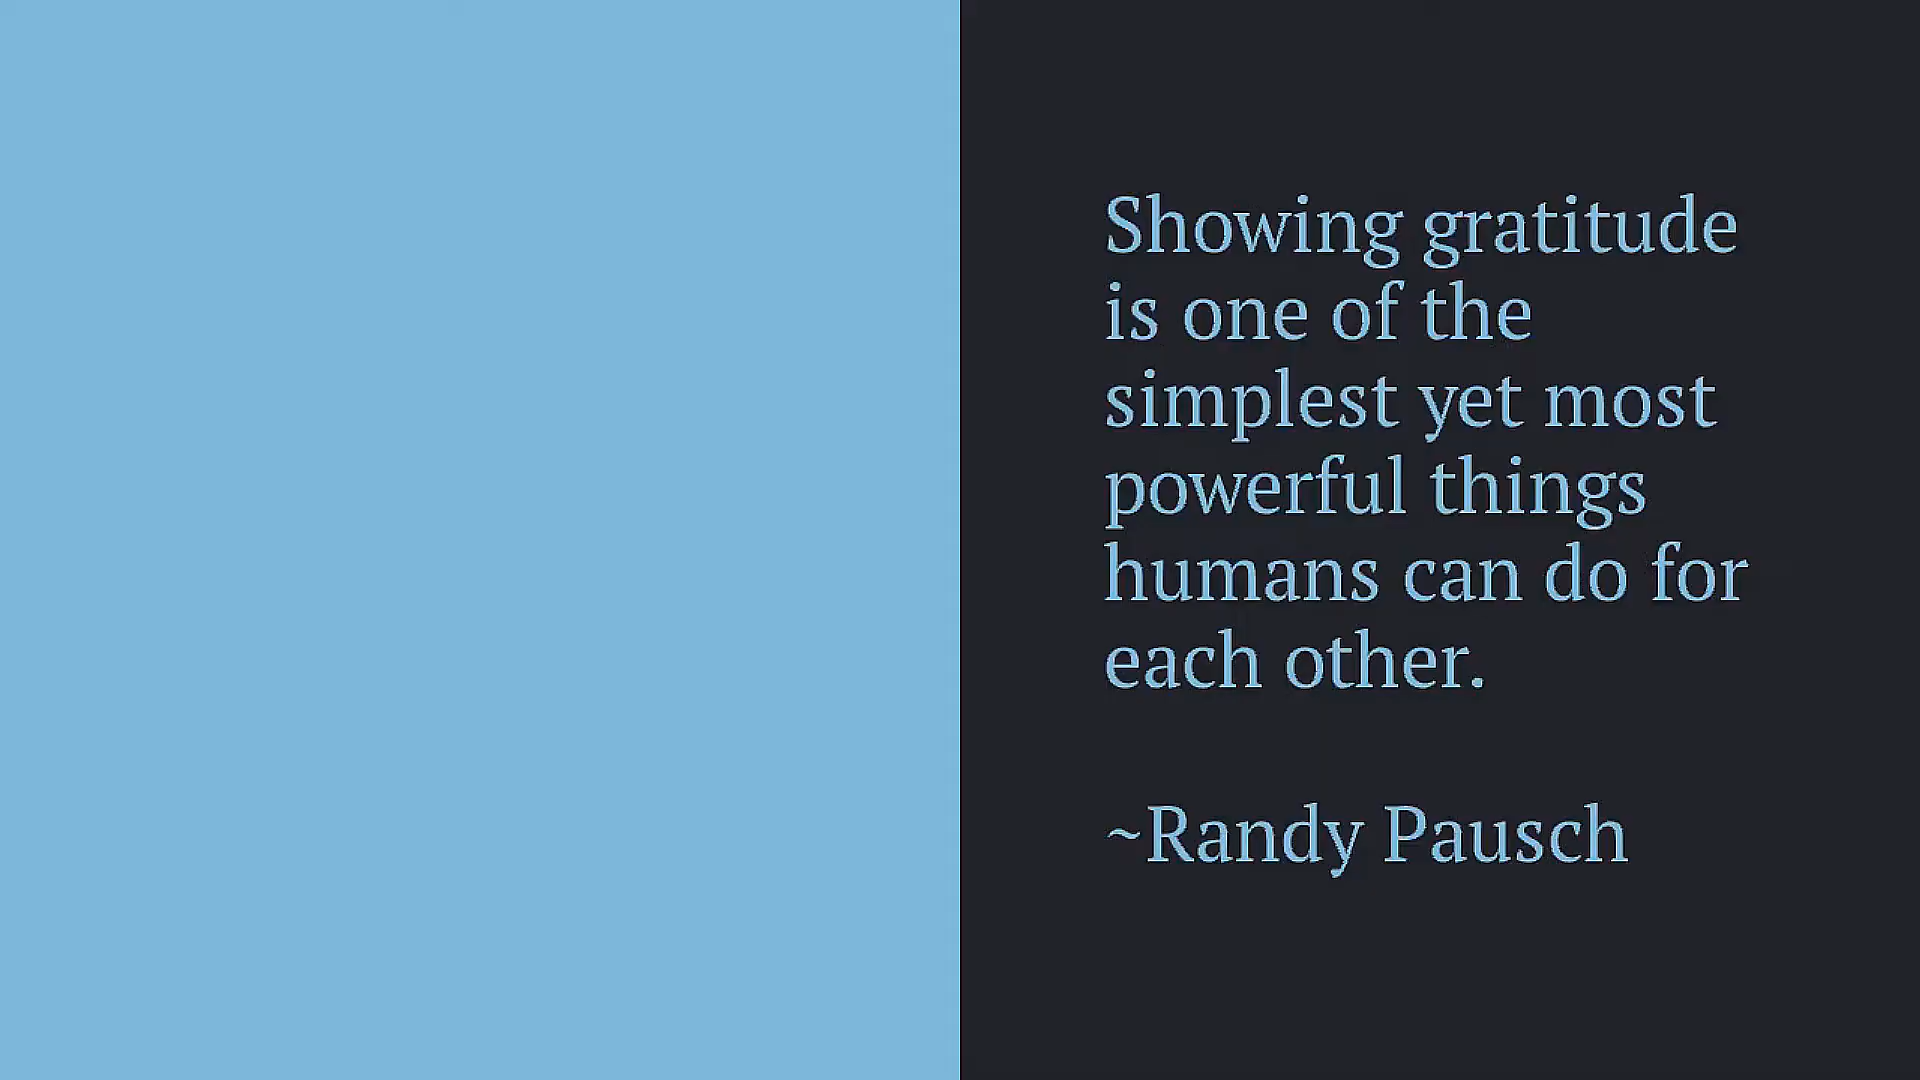 Showing gratitude
is one of the
simplest yet most
powerful things
humans can do for
each other.
~Randy Pausch